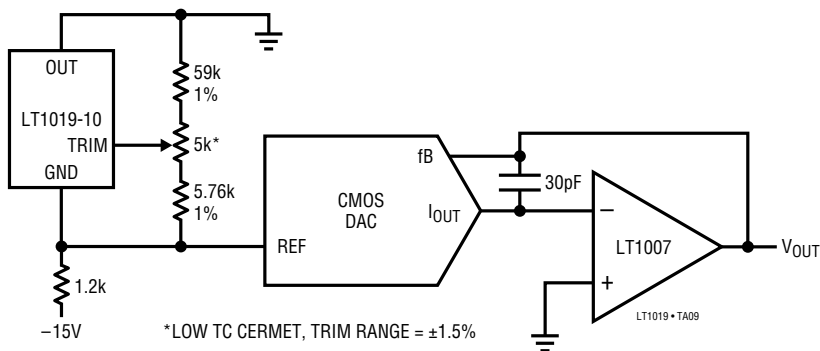 OUT
LT1019-10
TRIM
GND
59k
1%
5k*
5.76k
1%
1.2k
–15V
*LOW TC CERMET, TRIM RANGE = ±1.5%
REF
CMOS
DAC
fB
IOUT
30pF
–
+
LT1007
VOUT
LT1019 • TA09